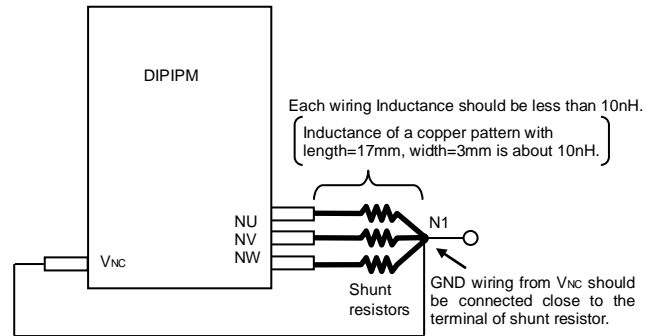 DIPIPM
Each wiring Inductance should be less than 10nH.
Inductance of a copper pattern with
length=17mm, width=3mm is about 10nH.
NU
NV
NW
N1
VNC
Shunt
resistors
GND wiring from VNC should
be connected close to the
terminal of shunt resistor.